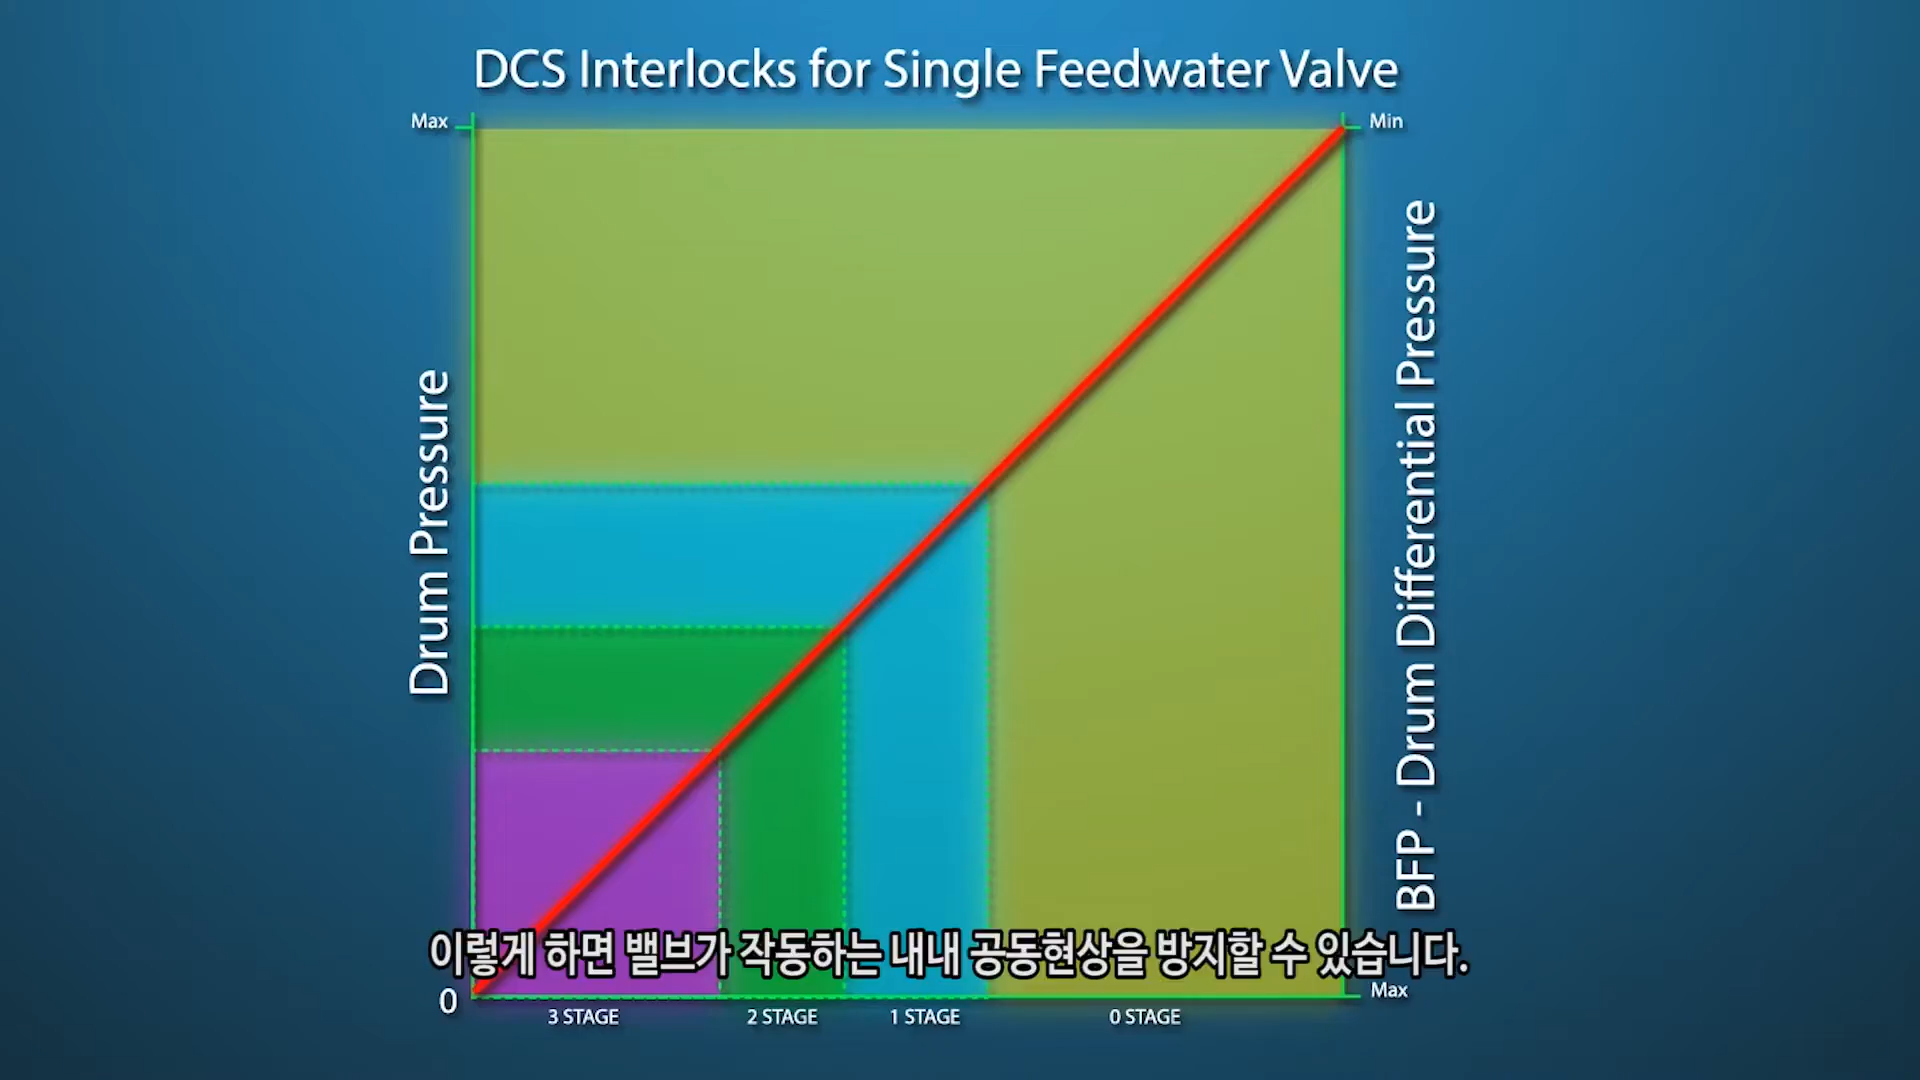 DCS Interlocks for Single Feedwater Valve
Max
Min
Drum Pressure
BFP - Drum Differential Pressure
이렇게 하면 밸브가 작동하는 내내 공동현상을 방지할 수 있습니다.
0
Max
3 STAGE
2 STAGE
1 STAGE
0 STAGE